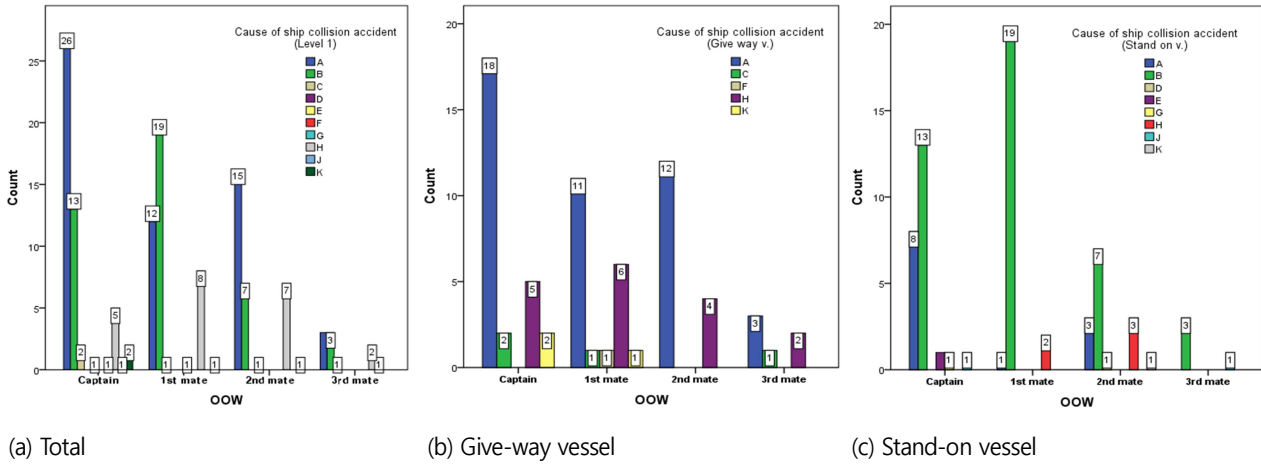 Cause of ship collision accident
(Level 1)
A
B
C
D
E
F
G
H
J
K
Count
25
20
15
10
5
0
26
13
2
1
1
5
1
2
12
19
1
1
8
1
15
7
1
7
1
3
1
2
1
Captain
1st mate
2nd mate
3rd mate
OOW
(a) Total
Cause of ship collision accident
(Give way v.)
A
C
F
H
K
Count
20
15
10
5
0
18
2
5
2
11
1
1
6
1
12
4
3
1
2
Captain
1st mate
2nd mate
3rd mate
OOW
(b) Give-way vessel
Cause of ship collision accident
(Stand on v.)
A
B
D
E
G
H
J
K
Count
20
15
10
5
0
8
13
1
1
1
19
2
3
7
1
3
1
3
1
Captain
1st mate
2nd mate
3rd mate
OOW
(c) Stand-on vessel